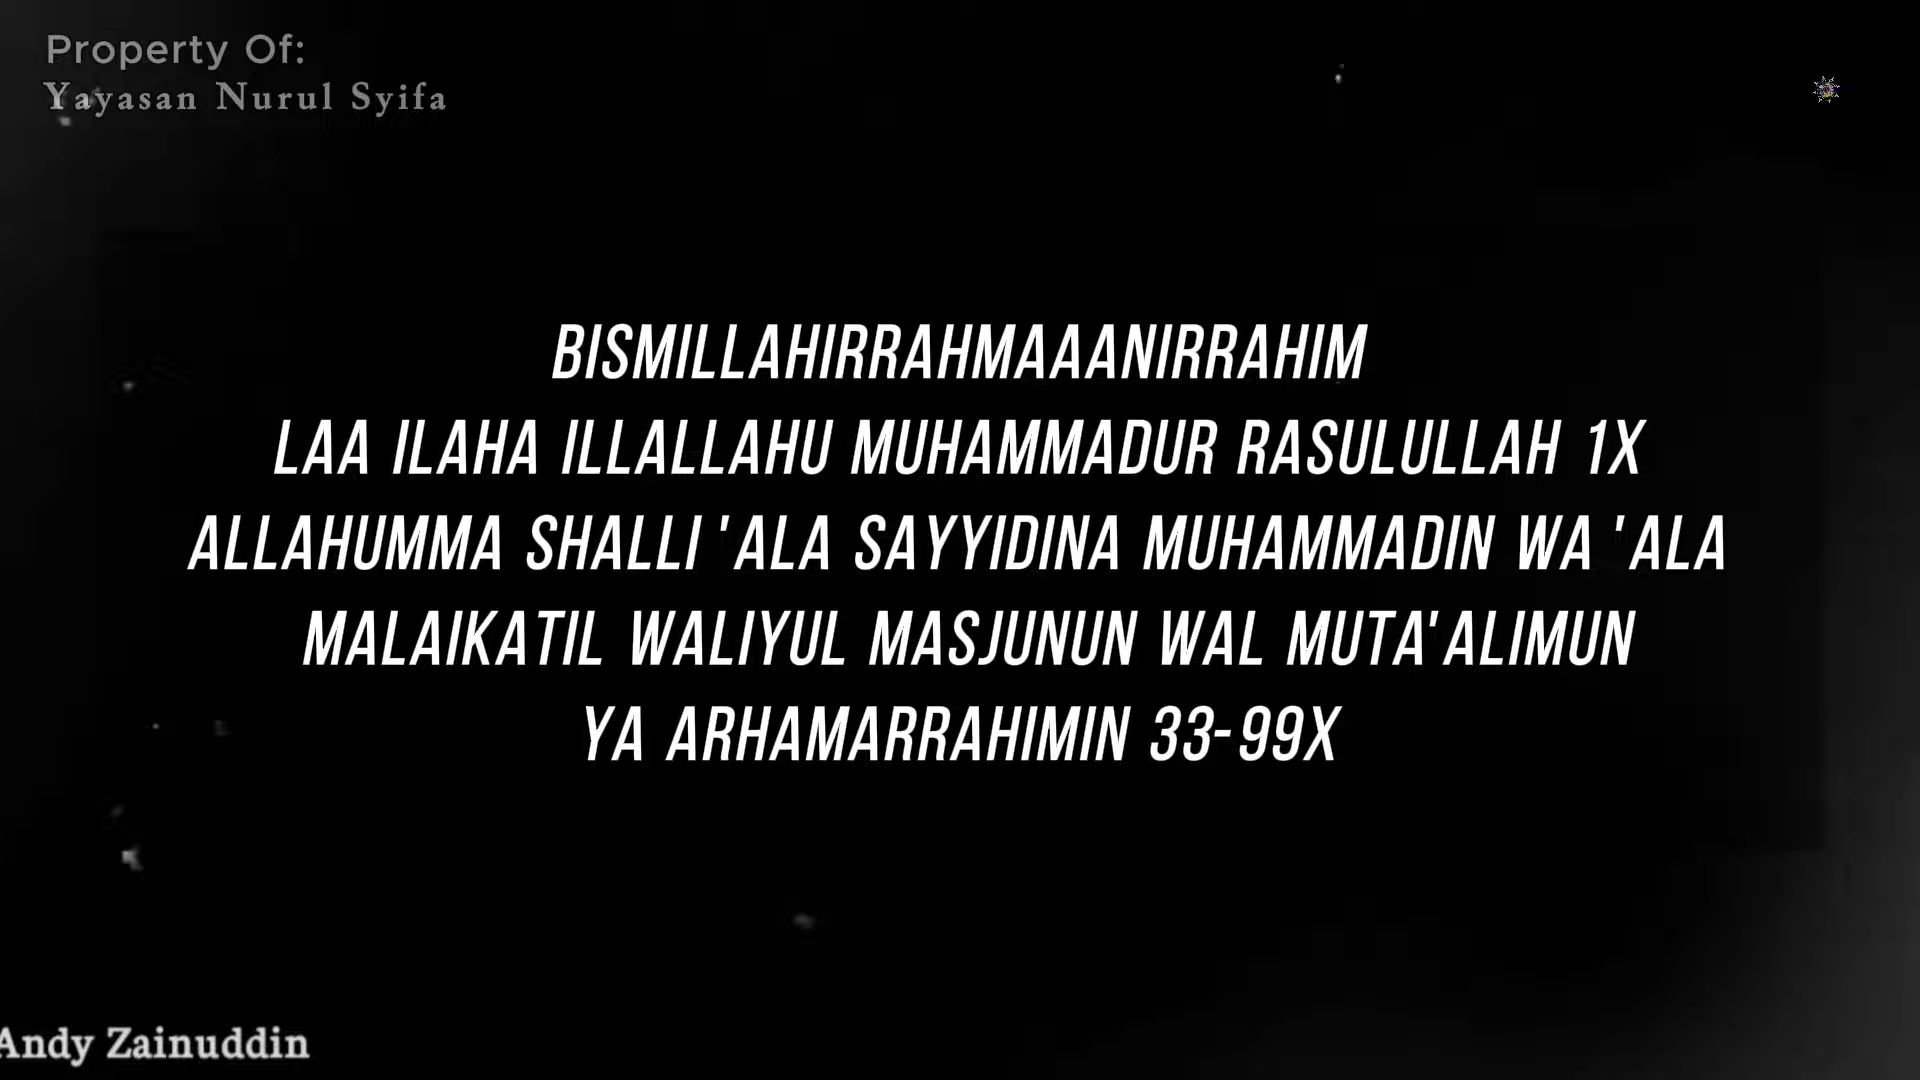 Property Of:
Yayasan Nurul Syifa
BISMILLAHIRRAHMAAANIRRAHIM
LAA ILAHA ILLALLAHU MUHAMMADUR RASULULLAH 1X
ALLAHUMMA SHALLI 'ALA SAYYIDINA MUHAMMADIN WA 'ALA
MALAIKATIL WALIYUL MASJUNUN WAL MUTA'ALIMUN
YA ARHAMARRAHIMIN 33-99X
Andy Zainuddin